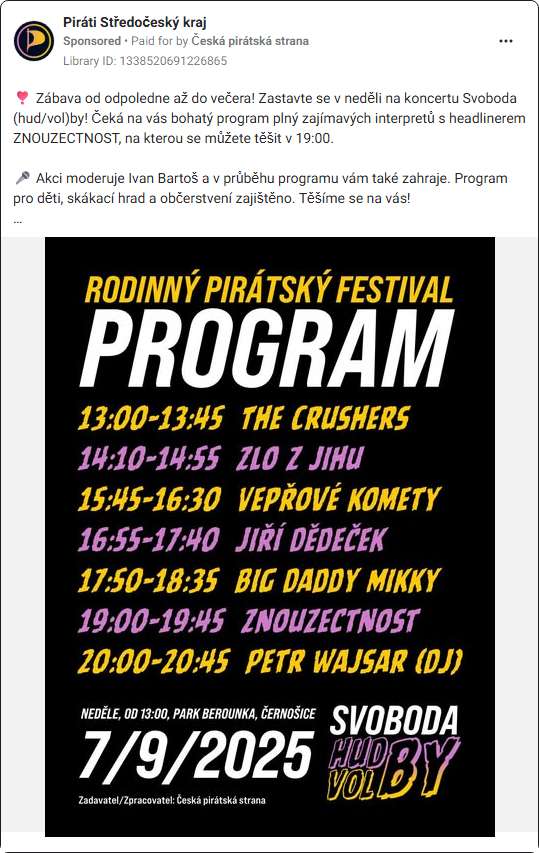 Piráti Středočeský kraj
Sponsored • Paid for by Česká pirátská strana
Library ID: 1338520691226865
❣️ Zábava od odpoledne až do večera! Zastavte se v neděli na koncertu Svoboda
(hud/vol)by! Čeká na vás bohatý program plný zajímavých interpretů s headlinerem
ZNOUZECTNOST, na kterou se můžete těšit v 19:00.
🎤 Akci moderuje Ivan Bartoš a v průběhu programu vám také zahraje. Program
pro děti, skákací hrad a občerstvení zajištěno. Těšíme se na vás!
...
RODINNÝ PIRÁTSKÝ FESTIVAL
PROGRAM
13:00-13:45 THE CRUSHERS
14:10-14:55 ZLO Z JIHU
15:45-16:30 VEPŘOVÉ KOMETY
16:55-17:40 JIŘÍ DĚDEČEK
17:50-18:35 BIG DADDY MIKKY
19:00-19:45 ZNOUZECTNOST
20:00-20:45 PETR WAJSAR (DJ)
NEDĚLE, OD 13:00, PARK BEROUNKA, ČERNOŠICE
7/9/2025
Zadavatel/Zpracovatel: Česká pirátská strana
SVOBODA
HUD
VOL BY